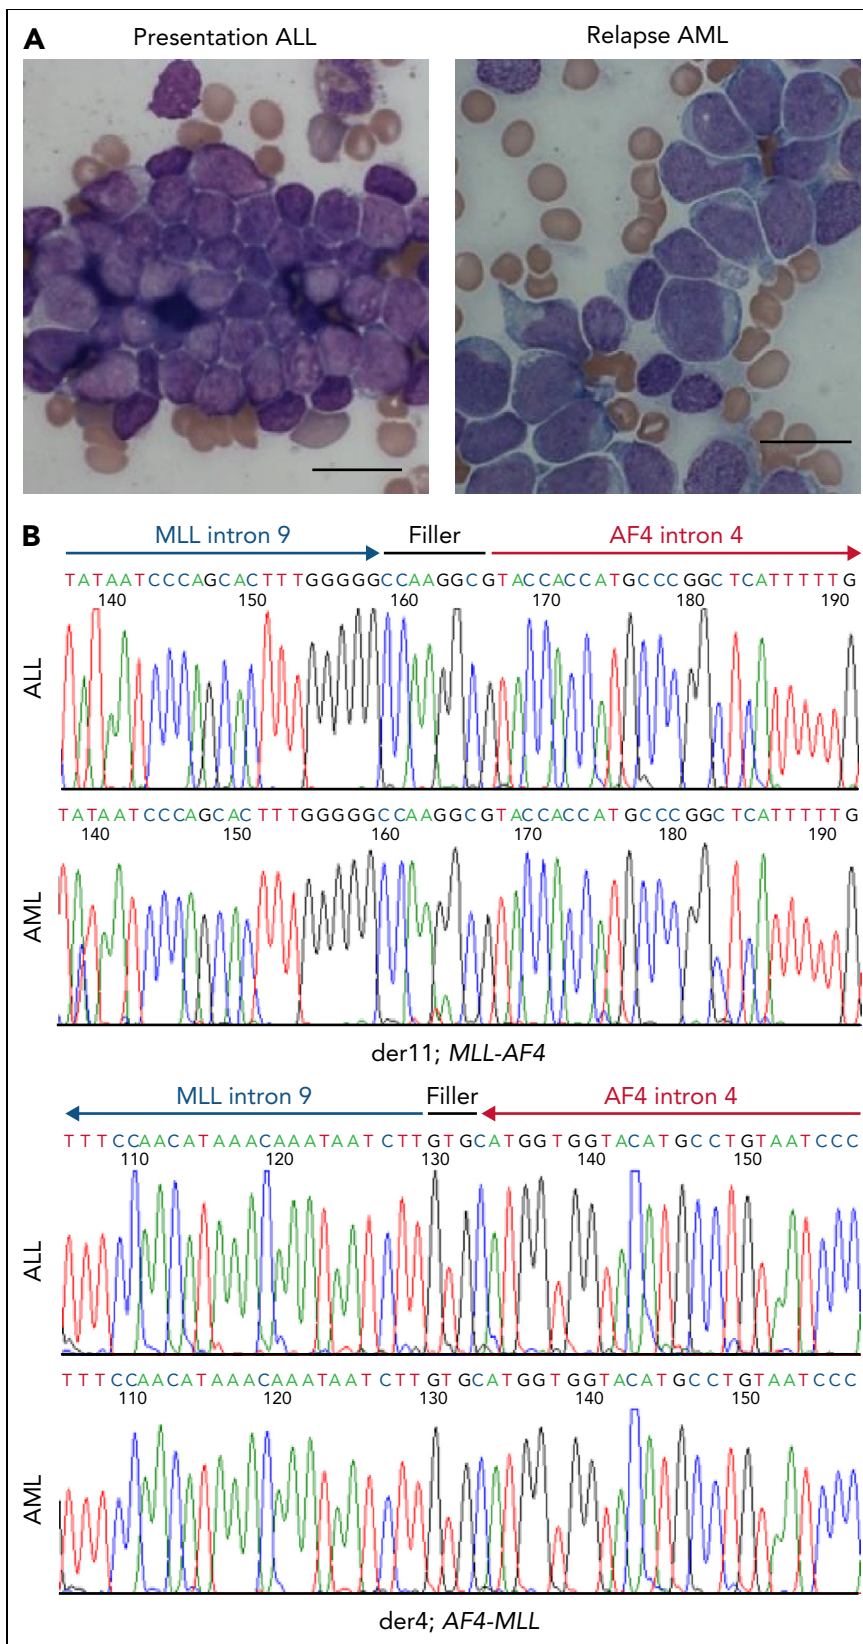 A
Presentation ALL
Relapse AML
B
MLL intron 9
Filler
AF4 intron 4
TATAATCCCAGCACTTTGGGGGCCAAGGCGTACCACCATGCCCGGCTCATTTTTG
140 150 160 170 180 190
ALL
TATAATCCCAGCACTTTGGGGGCCAAGGCGTACCACCATGCCCGGCTCATTTTTG
140 150 160 170 180 190
AML
der11; MLL-AF4
MLL intron 9
Filler
AF4 intron 4
TTTCCAACATAAACAAATAATCTTGTGCATGGTGGTACATGCCTGTAATCCC
110 120 130 140 150
ALL
TTTCCAACATAAACAAATAATCTTGTGCATGGTGGTACATGCCTGTAATCCC
110 120 130 140 150
AML
der4; AF4-MLL